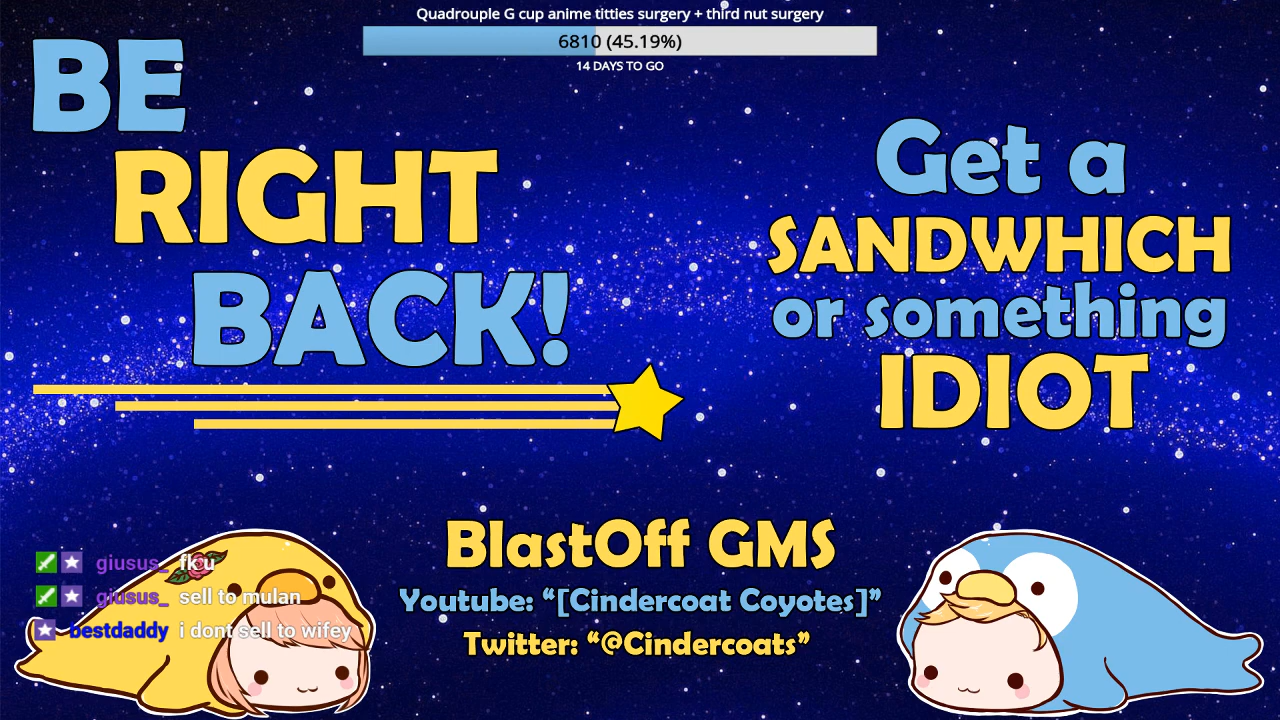 Quadrouple G cup anime titties surgery + third nut surgery
6810 (45.19%)
14 DAYS TO GO
BE
RIGHT
BACK!
Get a
SANDWHICH
or something
IDIOT
BlastOff GMS
Youtube: “[Cindercoat Coyotes]”
Twitter: “@Cindercoats”
giusus_ fk u
giusus_ sell to mulan
bestdaddy i dont sell to wifey